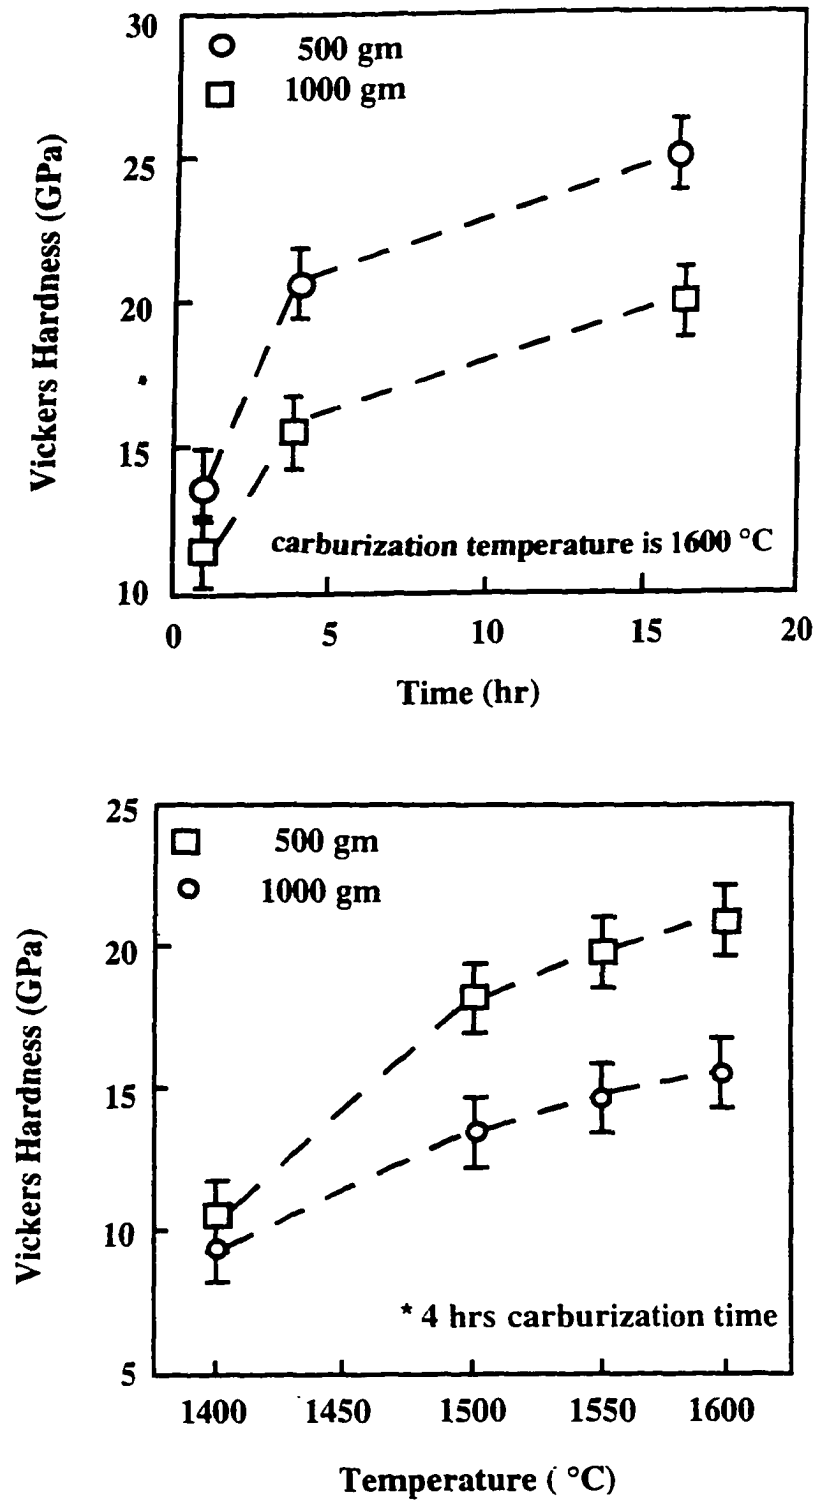 30
500 gm
1000 gm
25
20
15
10
Vickers Hardness (GPa)
carburization temperature is 1600 °C
0 5 10 15 20
Time (hr)
25
500 gm
1000 gm
20
15
10
5
Vickers Hardness (GPa)
* 4 hrs carburization time
1400 1450 1500 1550 1600
Temperature ( °C)